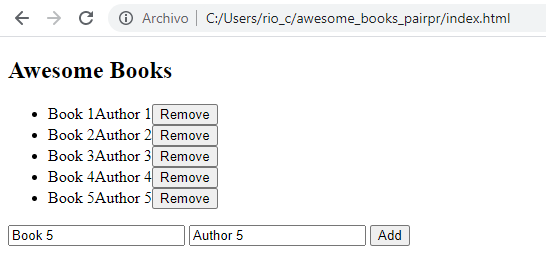 Archivo | C:/Users/rio_c/awesome_books_pairpr/index.html
Awesome Books
• Book 1Author 1 Remove
• Book 2Author 2 Remove
• Book 3Author 3 Remove
• Book 4Author 4 Remove
• Book 5Author 5 Remove
Book 5 Author 5 Add